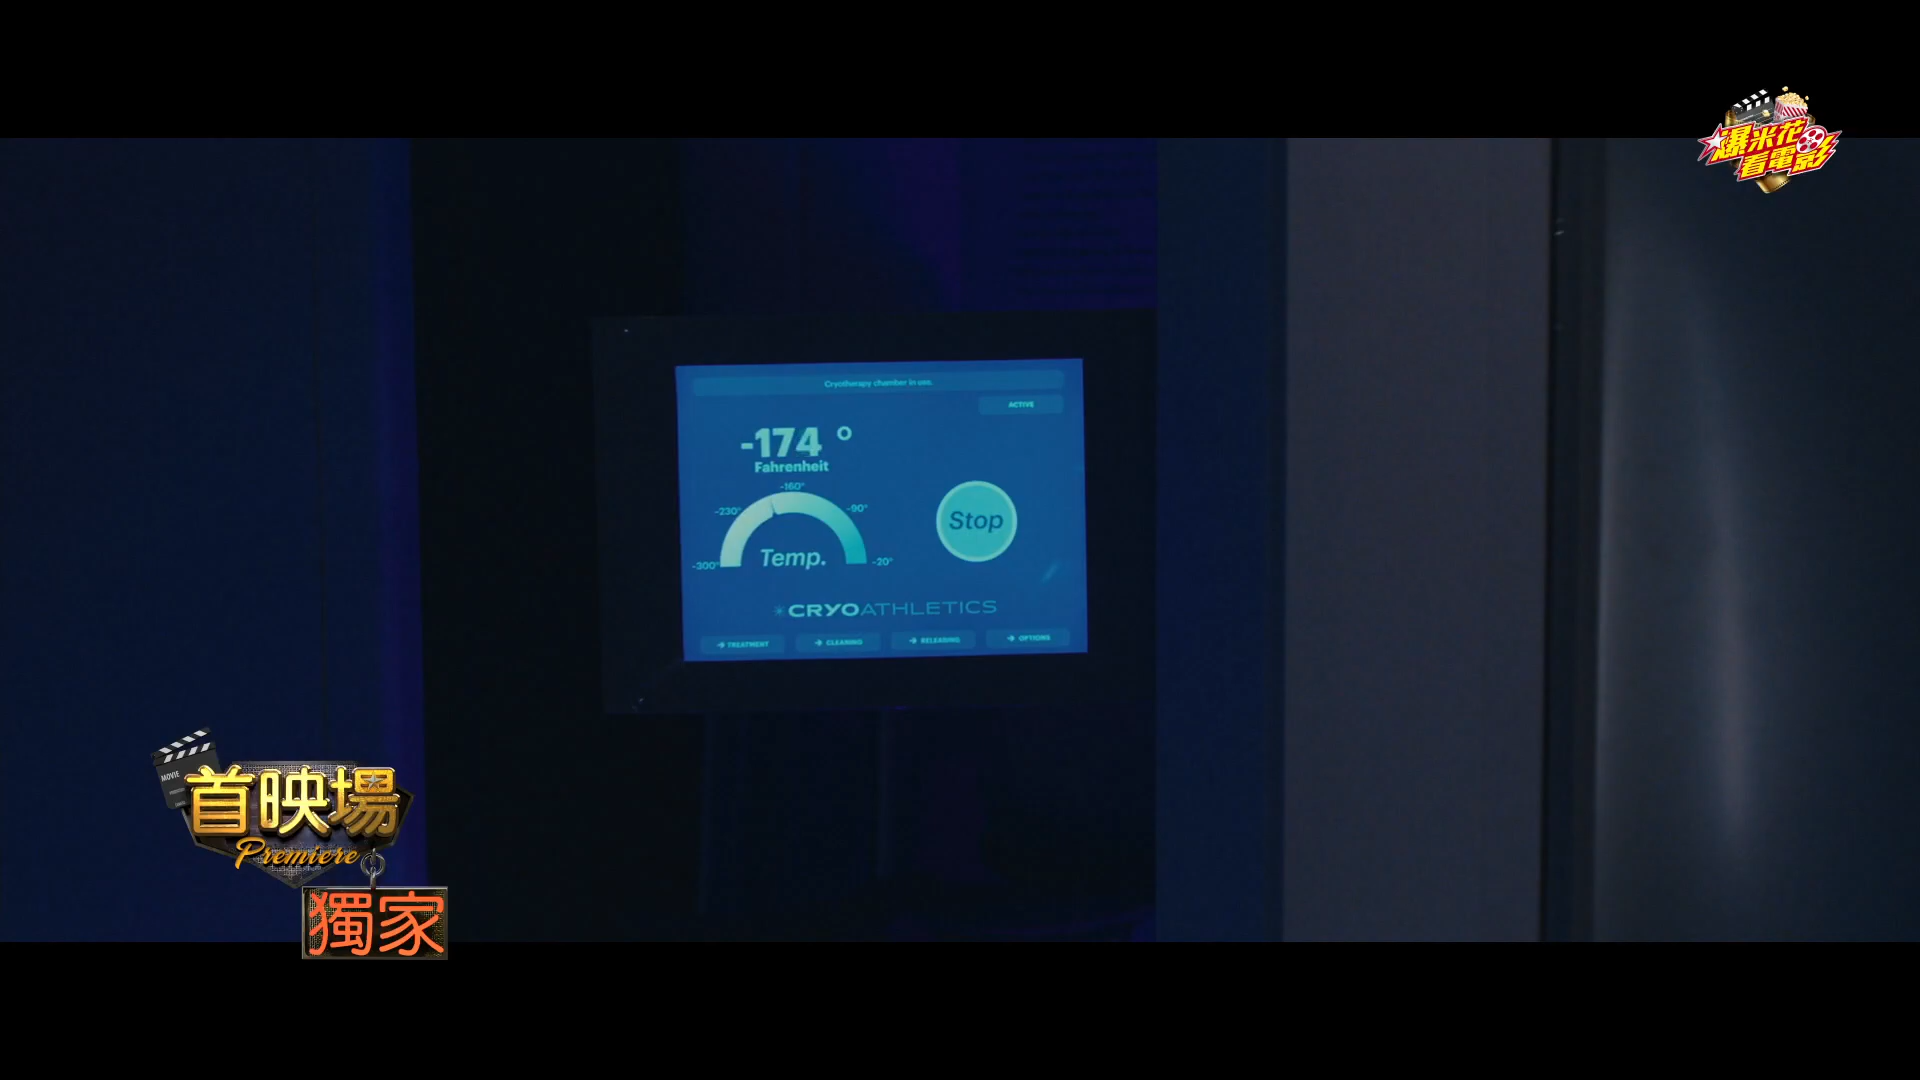 爆米花
看電影
Cryotherapy chamber in use.
ACTIVE
-174 °
Fahrenheit
-160°
-230°
-90°
Stop
Temp.
-300°
-20°
CRYOATHLETICS
TREATMENT
CLEANING
RELEASING
OPTIONS
MOVIE
首映場
Premiere
獨家